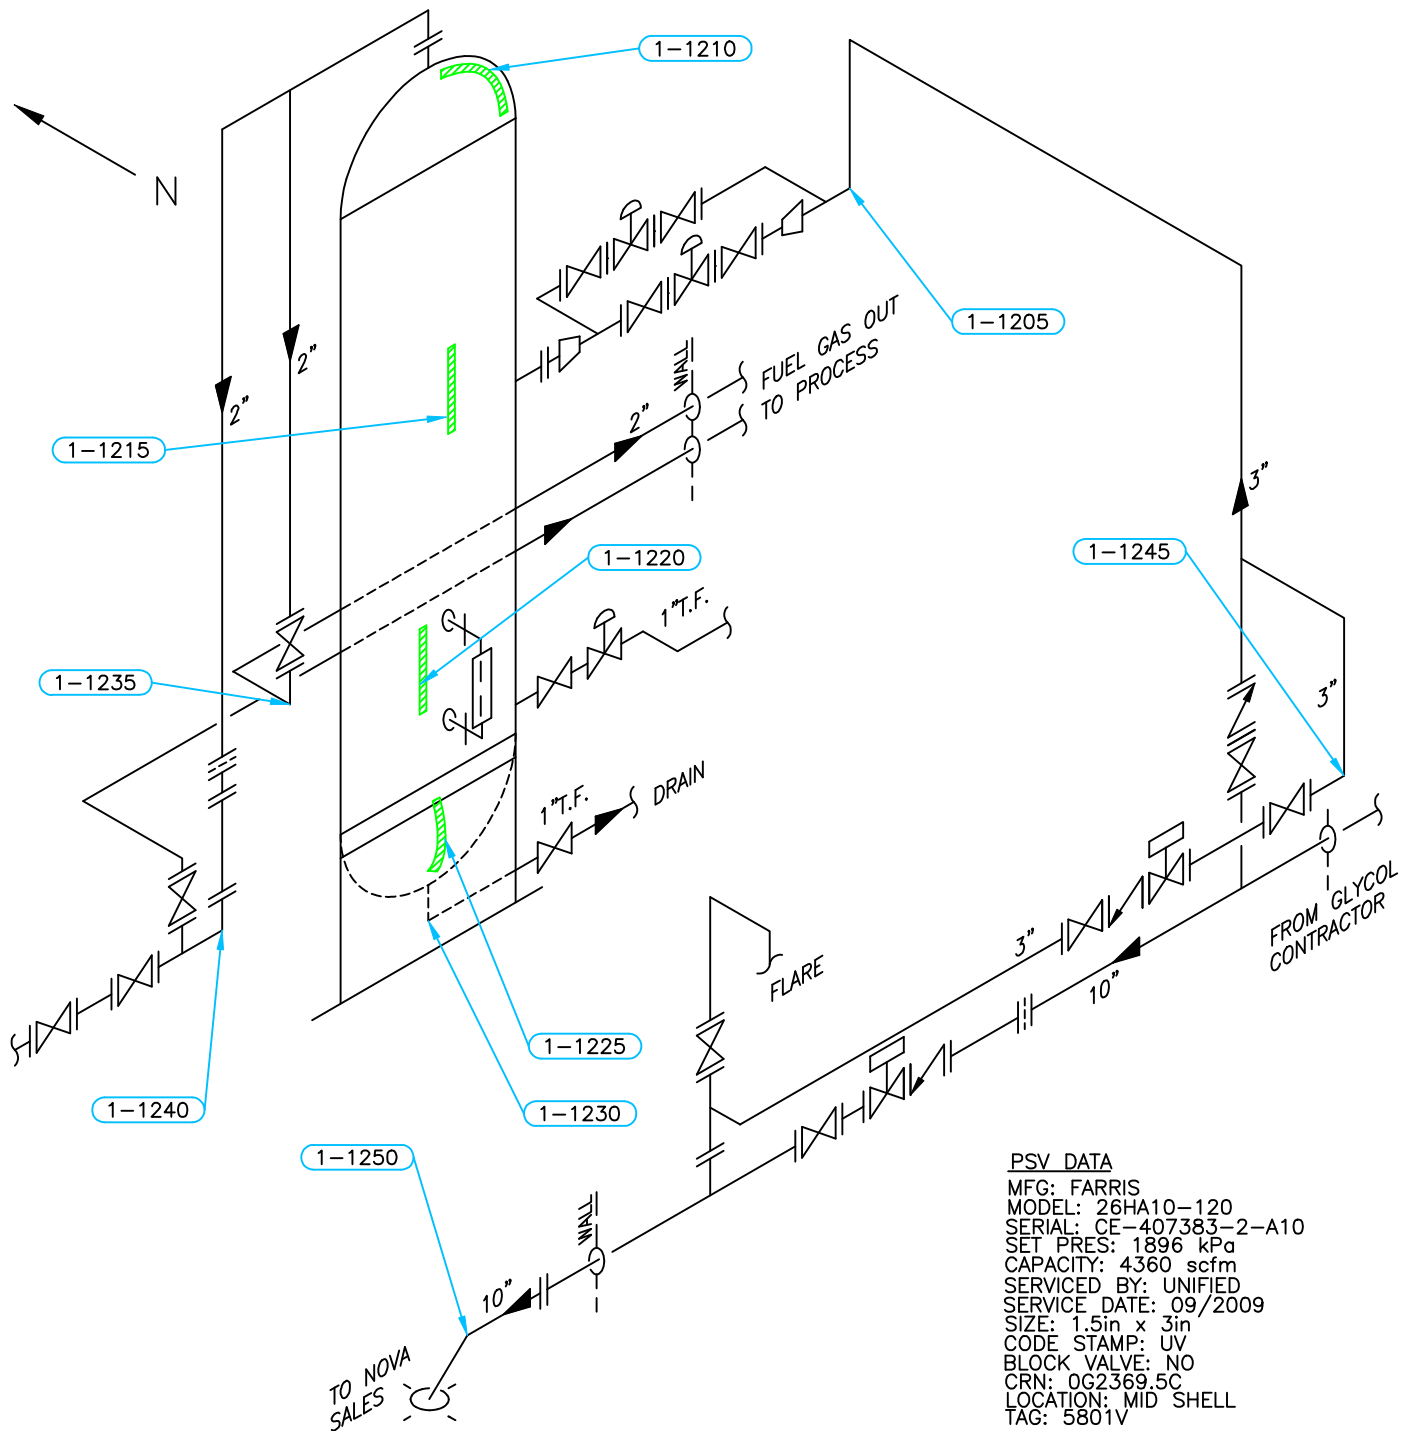 1-1210
N
1-1205
FUEL GAS OUT
TO PROCESS
WALL
2"
2"
2"
1-1215
3"
1-1220
1-1245
1"T.F.
1-1235
3"
1"T.F.
DRAIN
FROM GLYCOL
CONTRACTOR
3"
10"
FLARE
1-1225
1-1240
1-1230
1-1250
WALL
10"
TO NOVA
SALES
PSV DATA
MFG: FARRIS
MODEL: 26HA10-120
SERIAL: CE-407383-2-A10
SET PRES: 1896 kPa
CAPACITY: 4360 scfm
SERVICED BY: UNIFIED
SERVICE DATE: 09/2009
SIZE: 1.5in x 3in
CODE STAMP: UV
BLOCK VALVE: NO
CRN: 0G2369.5C
LOCATION: MID SHELL
TAG: 5801V